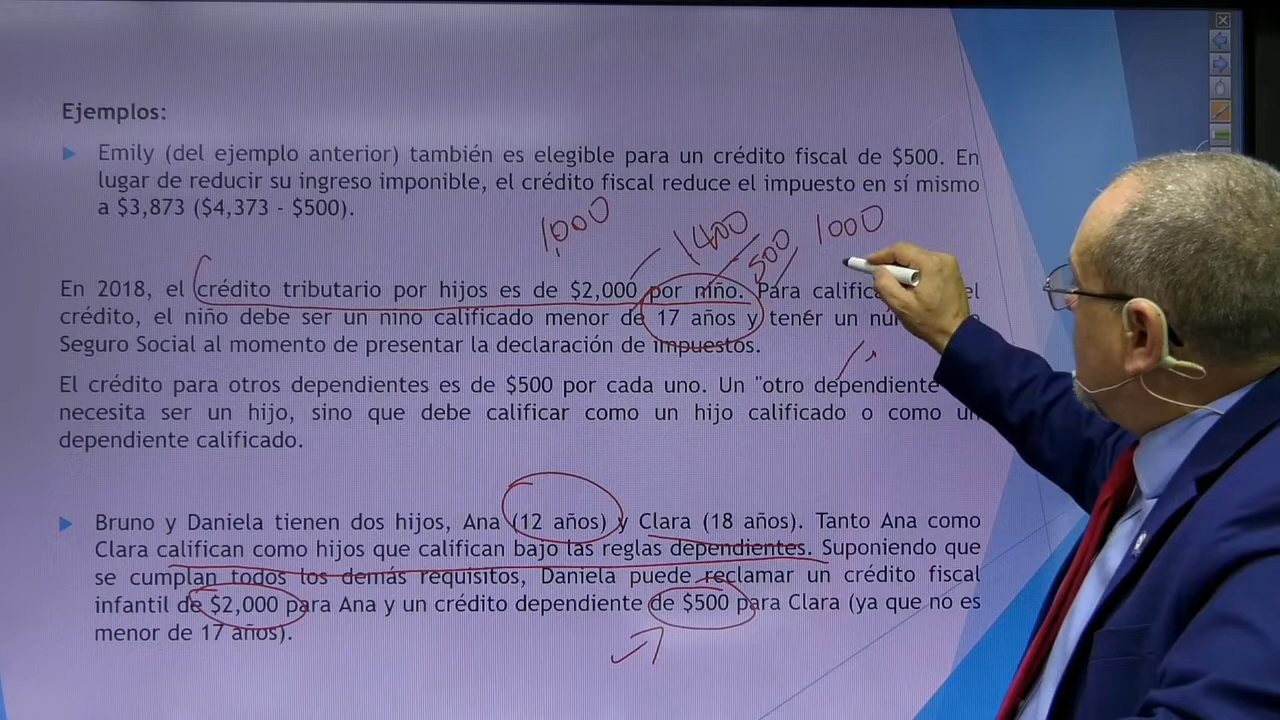 Ejemplos:
Emily (del ejemplo anterior) también es elegible para un crédito fiscal de $500. En
lugar de reducir su ingreso imponible, el crédito fiscal reduce el impuesto en sí mismo
a $3,873 ($4,373 - $500).
1,000
1400
500
1000
En 2018, el crédito tributario por hijos es de $2,000 por niño. Para califica el
crédito, el niño debe ser un niño calificado menor de 17 años y tener un
Seguro Social al momento de presentar la declaración de impuestos.
El crédito para otros dependientes es de $500 por cada uno. Un "otro dependiente
necesita ser un hijo, sino que debe calificar como un hijo calificado o como un
dependiente calificado.
Bruno y Daniela tienen dos hijos, Ana (12 años) y Clara (18 años). Tanto Ana como
Clara califican como hijos que califican bajo las reglas dependientes. Suponiendo que
se cumplan todos los demás requisitos, Daniela puede reclamar un crédito fiscal
infantil de $2,000 para Ana y un crédito dependiente de $500 para Clara (ya que no es
menor de 17 años).